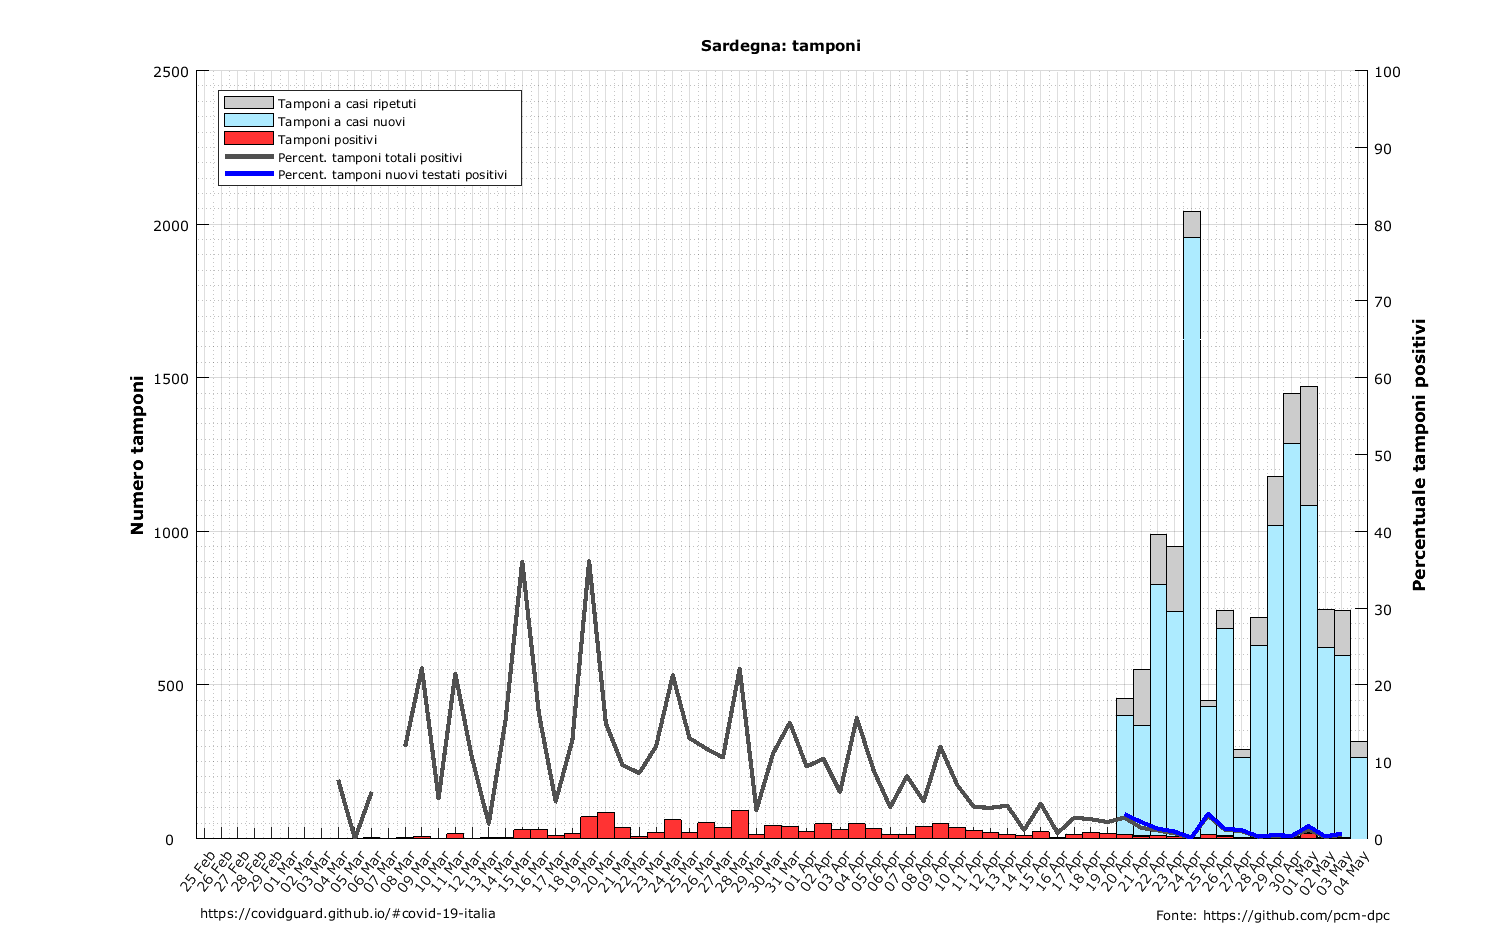 Sardegna: tamponi
2500
2000
1500
1000
500
0
Numero tamponi
100
90
80
70
60
50
40
30
20
10
0
Percentuale tamponi positivi
Tamponi a casi ripetuti
Tamponi a casi nuovi
Tamponi positivi
Percent. tamponi totali positivi
Percent. tamponi nuovi testati positivi
25 Feb
26 Feb
27 Feb
28 Feb
29 Feb
01 Mar
02 Mar
03 Mar
04 Mar
05 Mar
06 Mar
07 Mar
08 Mar
09 Mar
10 Mar
11 Mar
12 Mar
13 Mar
14 Mar
15 Mar
16 Mar
17 Mar
18 Mar
19 Mar
20 Mar
21 Mar
22 Mar
23 Mar
24 Mar
25 Mar
26 Mar
27 Mar
28 Mar
29 Mar
30 Mar
31 Mar
01 Apr
02 Apr
03 Apr
04 Apr
05 Apr
06 Apr
07 Apr
08 Apr
09 Apr
10 Apr
11 Apr
12 Apr
13 Apr
14 Apr
15 Apr
16 Apr
17 Apr
18 Apr
19 Apr
20 Apr
21 Apr
22 Apr
23 Apr
24 Apr
25 Apr
26 Apr
27 Apr
28 Apr
29 Apr
30 Apr
01 May
02 May
03 May
04 May
https://covidguard.github.io/#covid-19-italia
Fonte: https://github.com/pcm-dpc